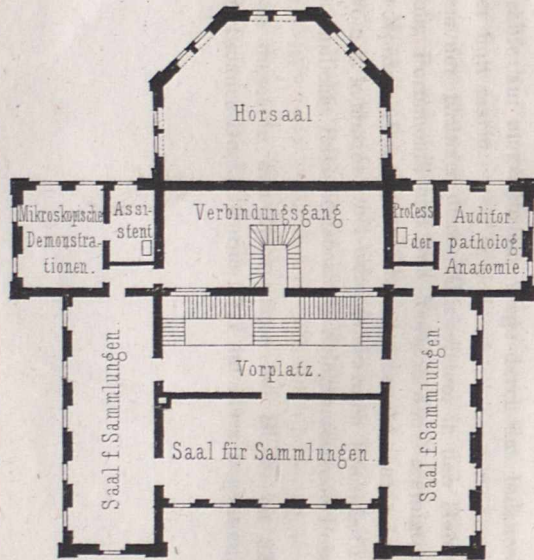 Hörsaal
Mikroskopische
Demonstra-
tionen.
Assi-
stent
Verbindungsgang
Profess
der
Auditor.
patholog.
Anatomie.
Vorplatz.
Saal f. Sammlungen.
Saal für Sammlungen.
Saal f. Sammlungen.